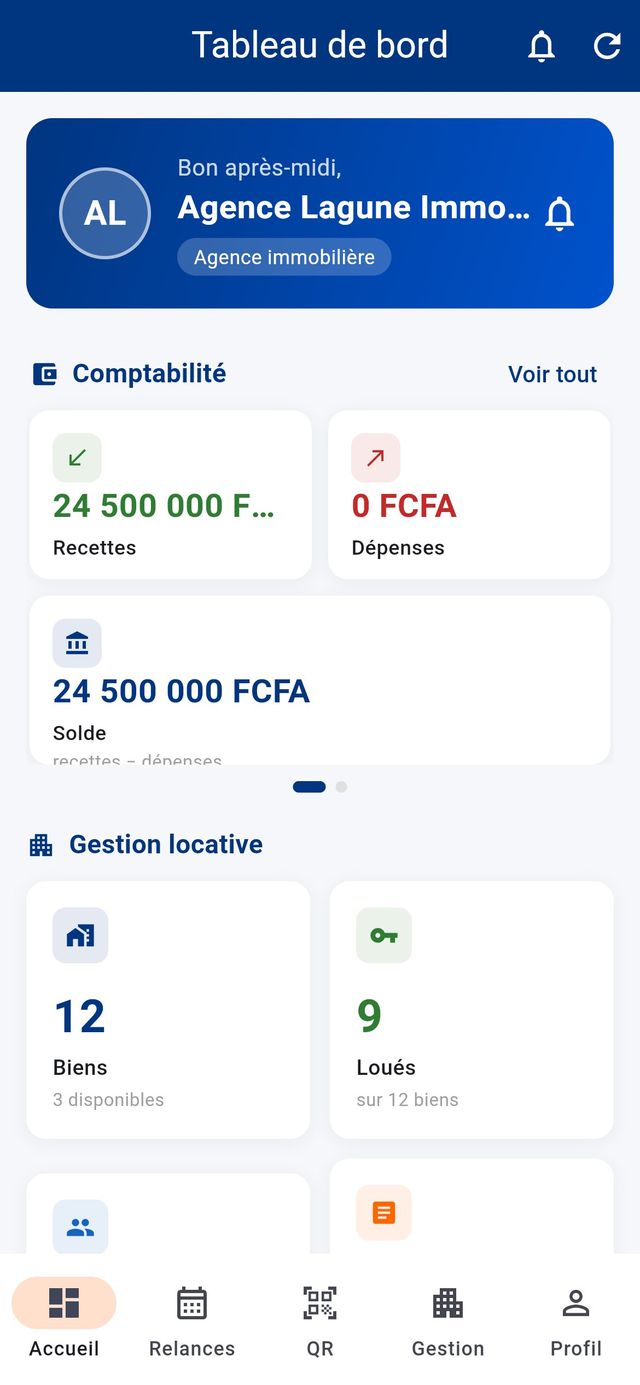 Tableau de bord
Bon après-midi,
AL
Agence Lagune Immo...
Agence immobilière
Comptabilité
Voir tout
24 500 000 F...
Recettes
0 FCFA
Dépenses
24 500 000 FCFA
Solde
recettes − dépenses
Gestion locative
12
Biens
3 disponibles
9
Loués
sur 12 biens
Accueil
Relances
QR
Gestion
Profil